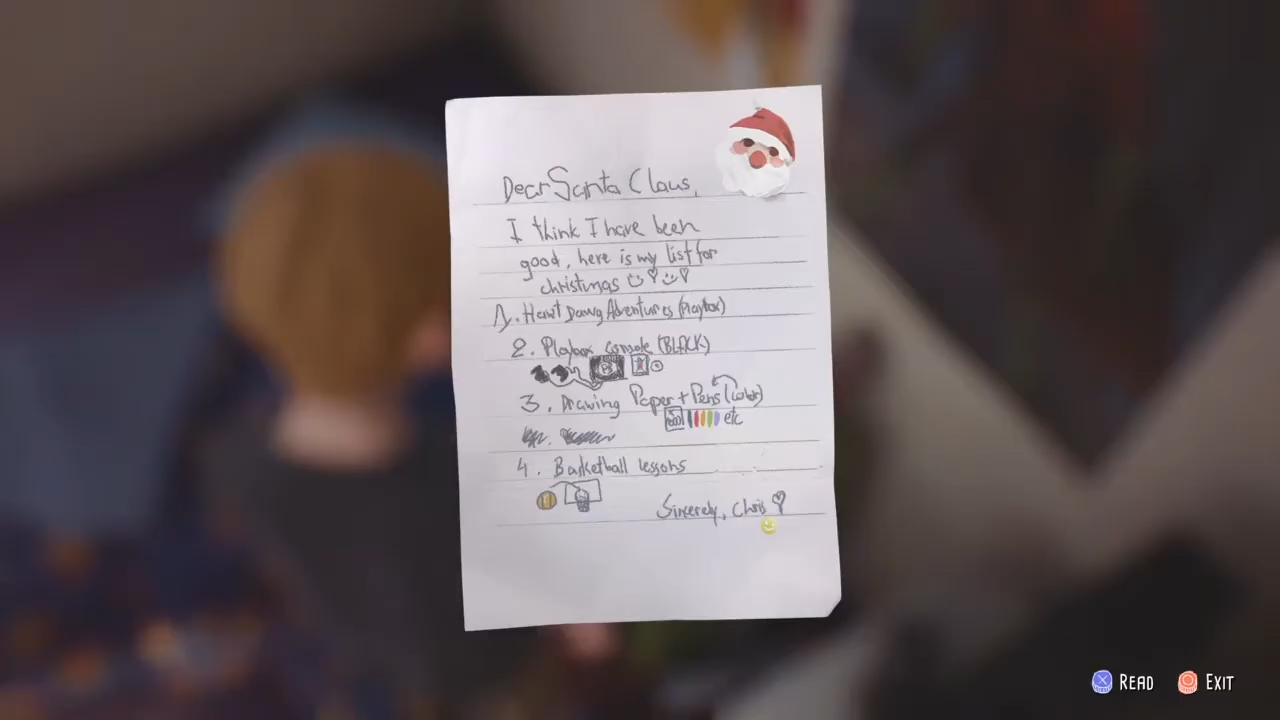 Dear Santa Claus,
I think I have been
good, here is my list for
christmas
1. Hawt Dawg Adventures (Playbox)
2. Playbox console (BLACK)
3. Drawing Paper + Pens (color)
etc
4. Basketball lessons
Sincerely, Chris
READ EXIT